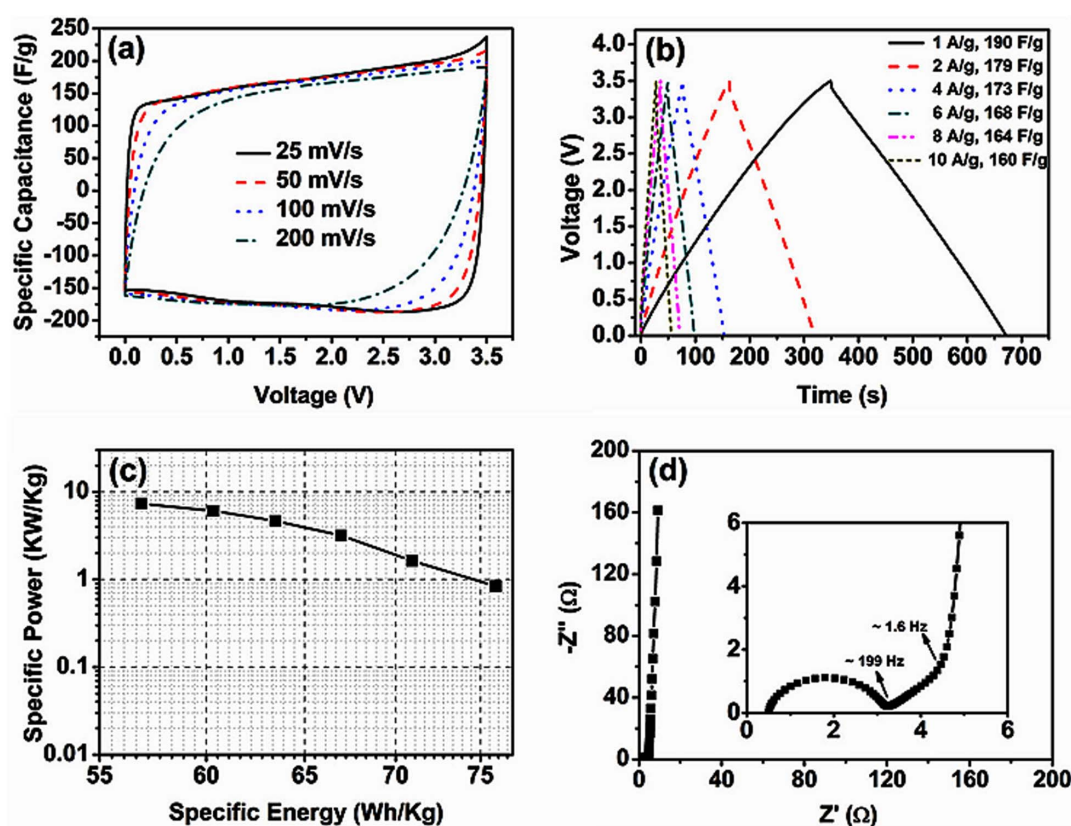 (a)
Specific Capacitance (F/g)
250
200
150
100
50
0
-50
-100
-150
-200
25 mV/s
50 mV/s
100 mV/s
200 mV/s
0.0 0.5 1.0 1.5 2.0 2.5 3.0 3.5
Voltage (V)
(b)
Voltage (V)
4.0
3.5
3.0
2.5
2.0
1.5
1.0
0.5
0.0
1 A/g, 190 F/g
2 A/g, 179 F/g
4 A/g, 173 F/g
6 A/g, 168 F/g
8 A/g, 164 F/g
10 A/g, 160 F/g
0 100 200 300 400 500 600 700
Time (s)
(c)
Specific Power (KW/Kg)
10
1
0.1
0.01
55 60 65 70 75
Specific Energy (Wh/Kg)
(d)
-Z'' (Ω)
200
160
120
80
40
0
6
4
2
0
~ 1.6 Hz
~ 199 Hz
0 2 4 6
0 40 80 120 160 200
Z' (Ω)